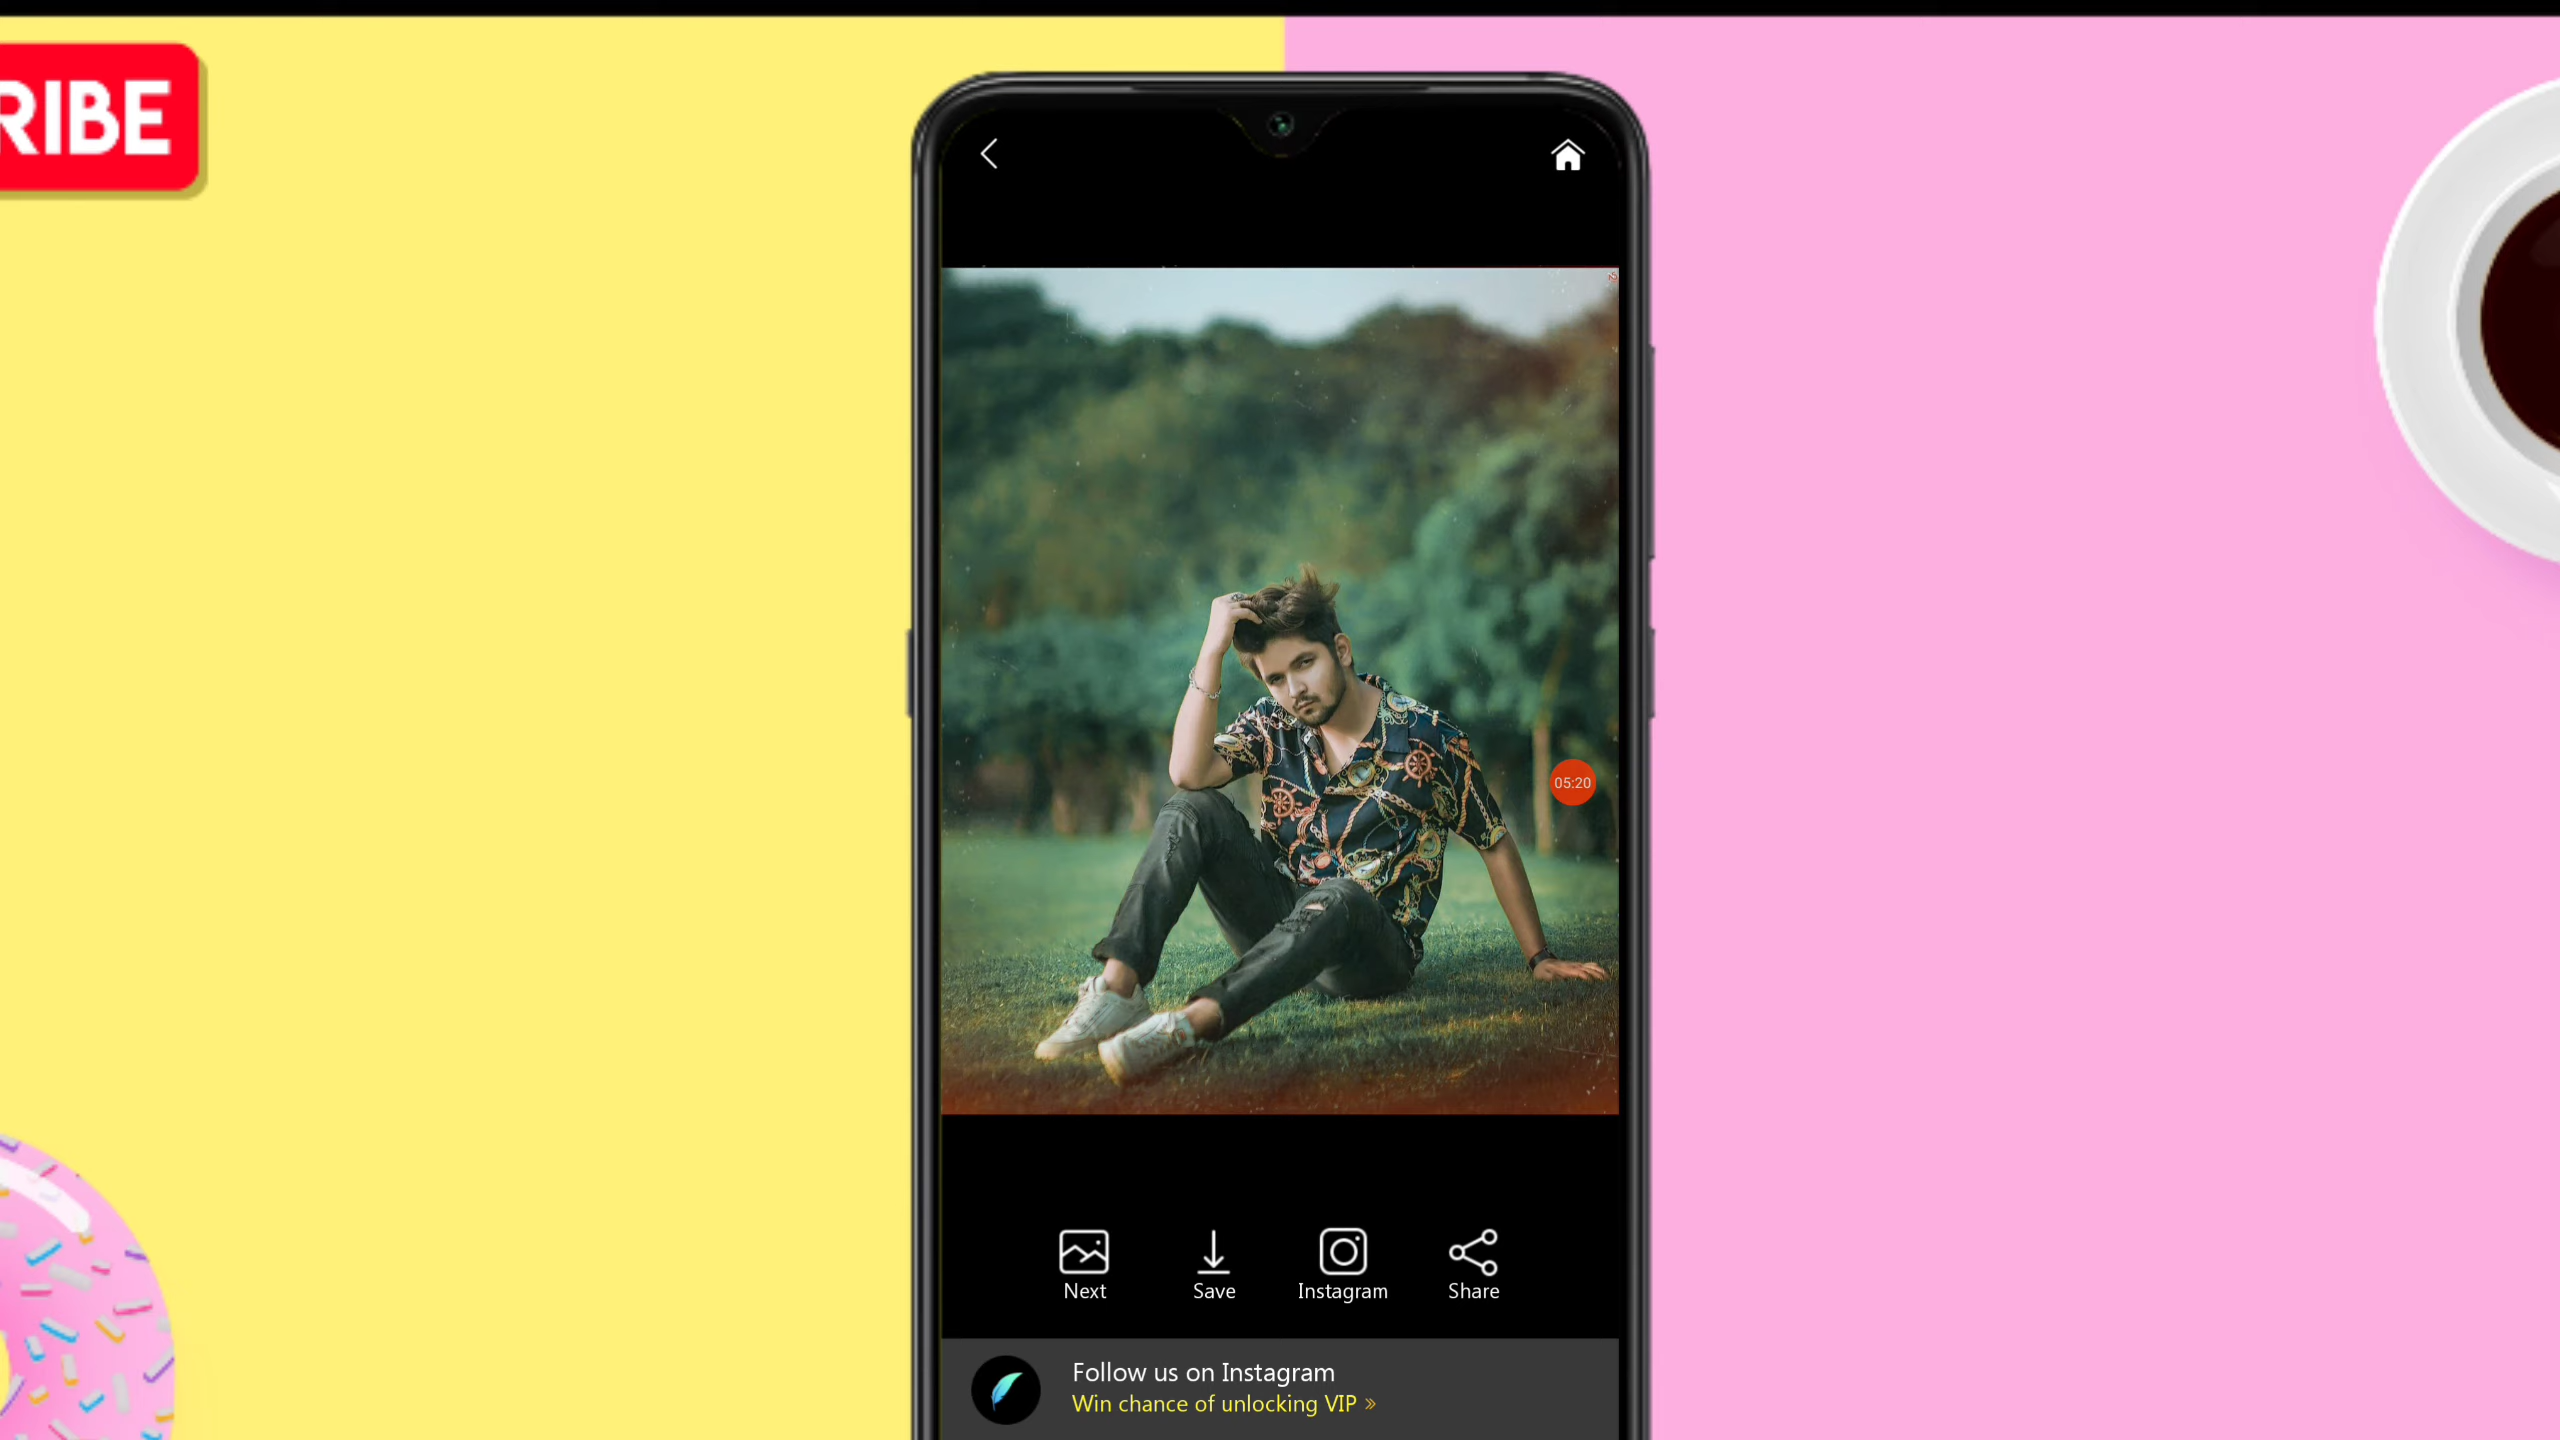 RIBE
05:20
Next
Save
Instagram
Share
Follow us on Instagram
Win chance of unlocking VIP »